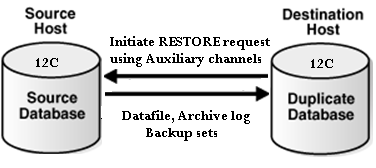 Source
Host
Destination
Host
Initiate RESTORE request
using Auxiliary channels
12C
12C
Source
Database
Duplicate
Database
Datafile, Archive log
Backup sets